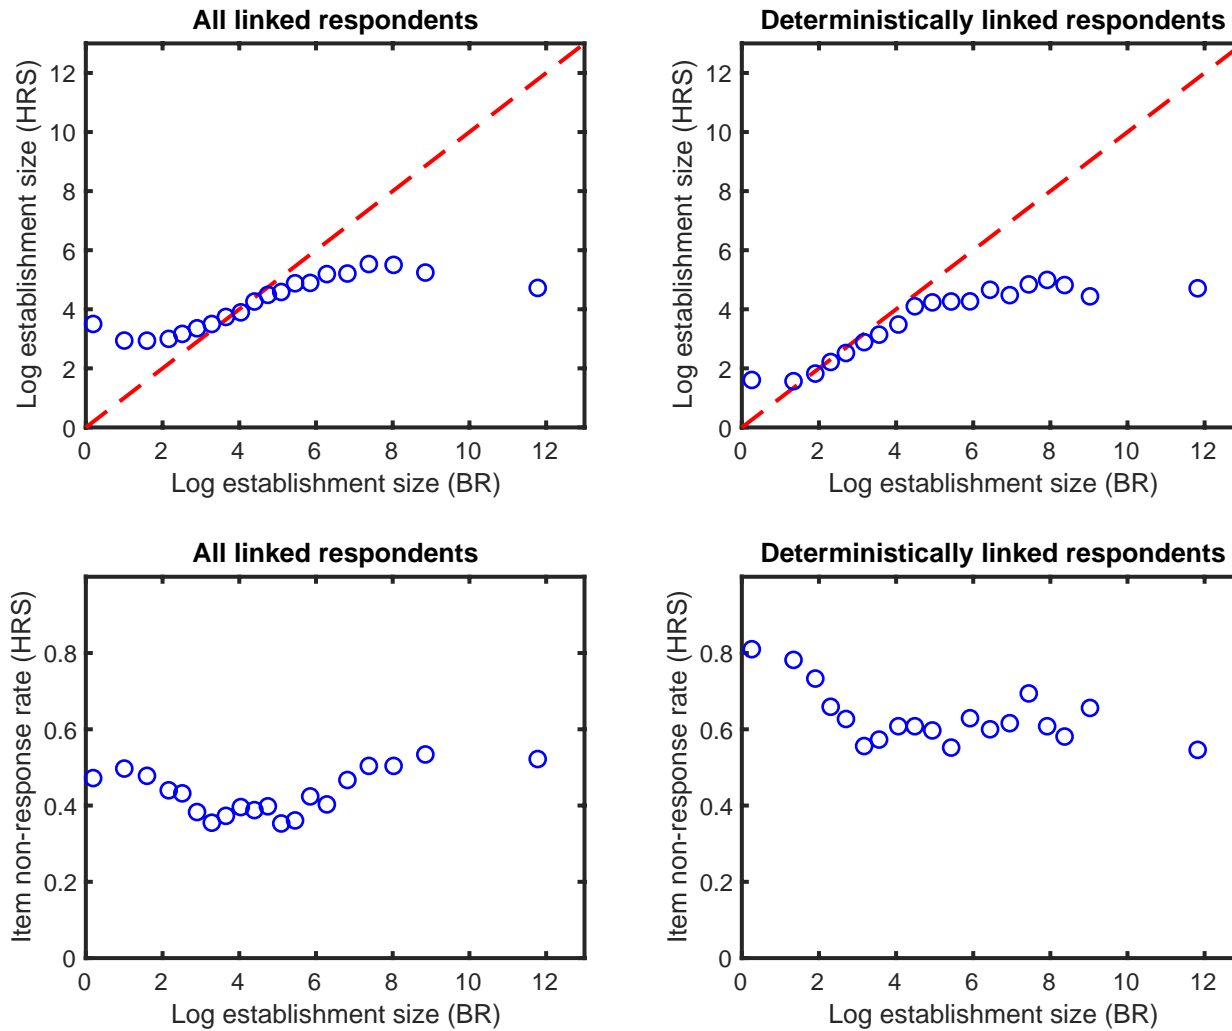 All linked respondents
Log establishment size (HRS)
12
10
8
6
4
2
0
0 2 4 6 8 10 12
Log establishment size (BR)
Deterministically linked respondents
Log establishment size (HRS)
12
10
8
6
4
2
0
0 2 4 6 8 10 12
Log establishment size (BR)
All linked respondents
Item non-response rate (HRS)
0.8
0.6
0.4
0.2
0
0 2 4 6 8 10 12
Log establishment size (BR)
Deterministically linked respondents
Item non-response rate (HRS)
0.8
0.6
0.4
0.2
0
0 2 4 6 8 10 12
Log establishment size (BR)